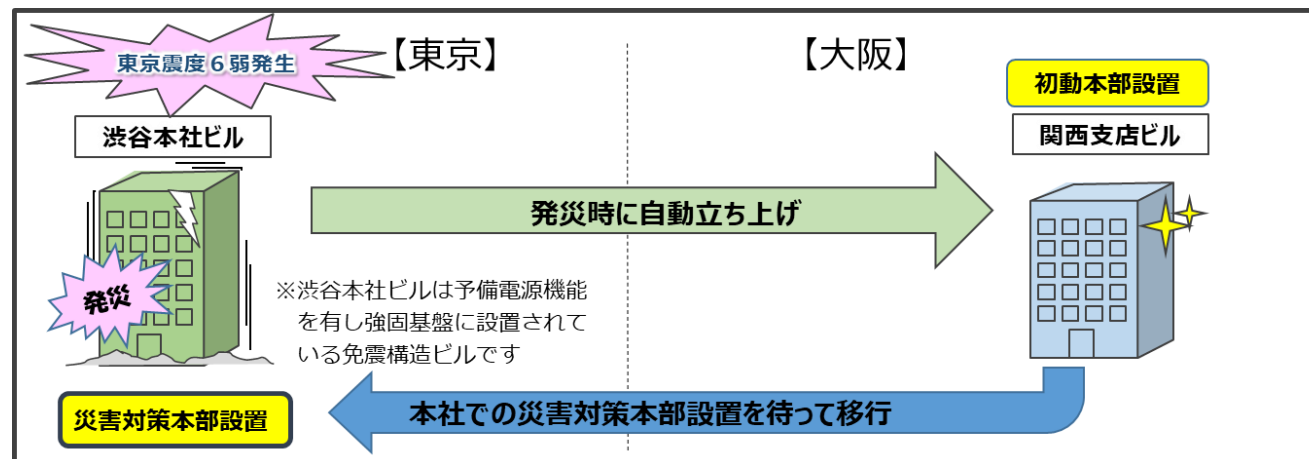 東京震度６弱発生
【東京】
【大阪】
初動本部設置
渋谷本社ビル
関西支店ビル
発災時に自動立ち上げ
発災
※渋谷本社ビルは予備電源機能
を有し強固基盤に設置されて
いる免震構造ビルです
災害対策本部設置
本社での災害対策本部設置を待って移行